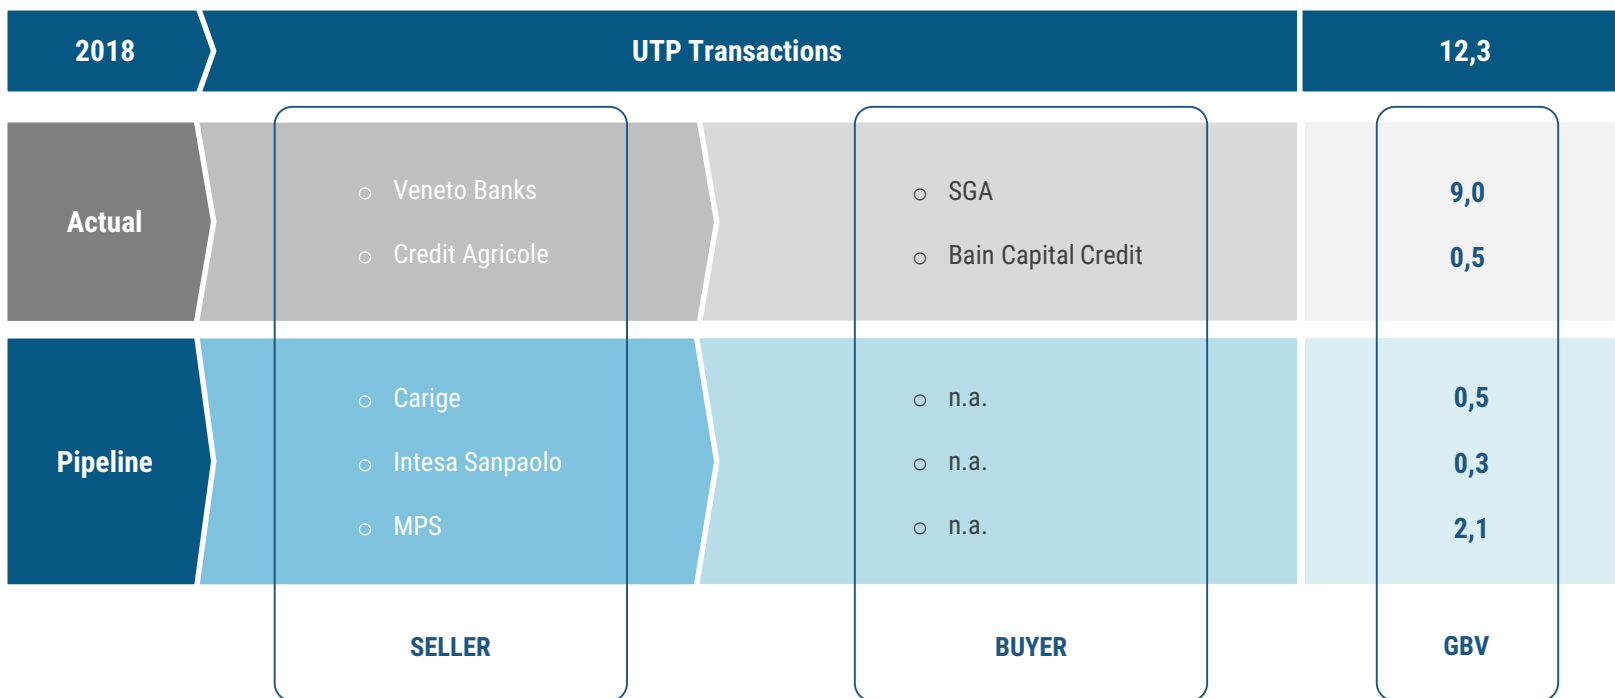 2018 UTP Transactions 12,3
Actual
○ Veneto Banks ○ SGA 9,0
○ Credit Agricole ○ Bain Capital Credit 0,5
Pipeline
○ Carige ○ n.a. 0,5
○ Intesa Sanpaolo ○ n.a. 0,3
○ MPS ○ n.a. 2,1
SELLER BUYER GBV